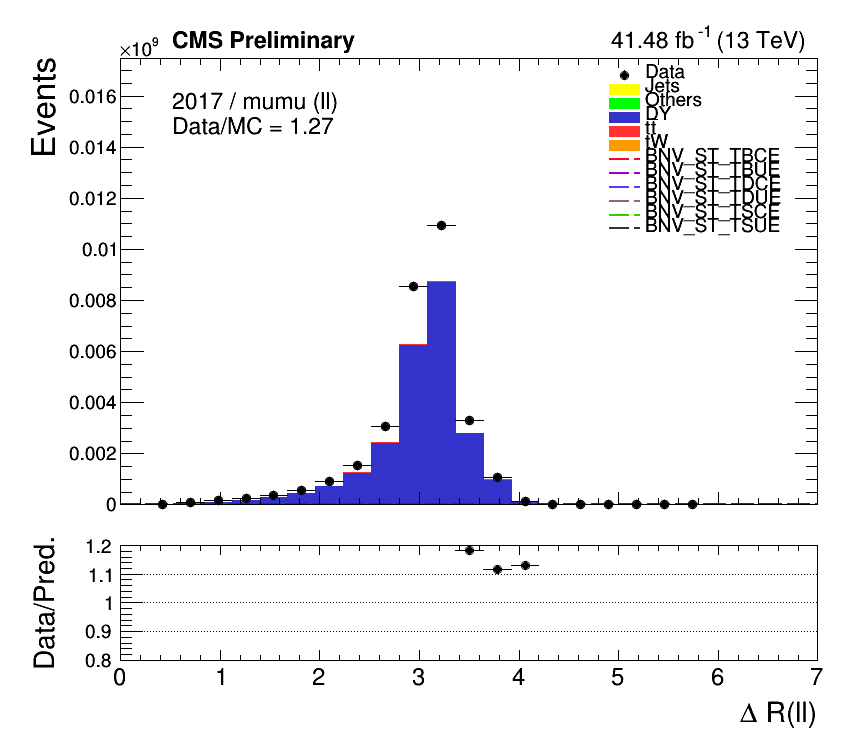 ×10⁹ CMS Preliminary 41.48 fb⁻¹ (13 TeV)
Events
2017 / mumu (ll)
Data/MC = 1.27
Data
Jets
Others
DY
tt
tW
BNV_ST_TBCE
BNV_ST_TBUE
BNV_ST_TDCE
BNV_ST_TDUE
BNV_ST_TSCE
BNV_ST_TSUE
0.016
0.014
0.012
0.01
0.008
0.006
0.004
0.002
0
Data/Pred.
1.2
1.1
1
0.9
0.8
0 1 2 3 4 5 6 7
Δ R(ll)